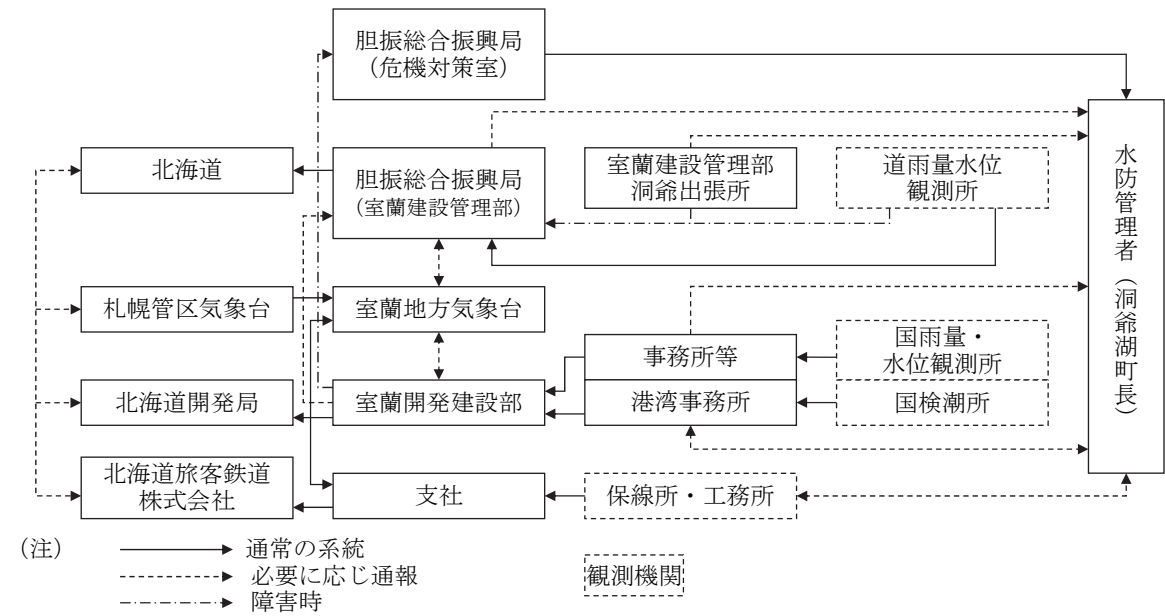 胆振総合振興局
（危機対策室）
北海道
胆振総合振興局
（室蘭建設管理部）
室蘭建設管理部
洞爺出張所
道雨量水位
観測所
水防管理者（洞爺湖町長）
札幌管区気象台
室蘭地方気象台
事務所等
国雨量・
水位観測所
北海道開発局
室蘭開発建設部
港湾事務所
国検潮所
北海道旅客鉄道
株式会社
支社
保線所・工務所
（注）
通常の系統
必要に応じ通報
障害時
観測機関